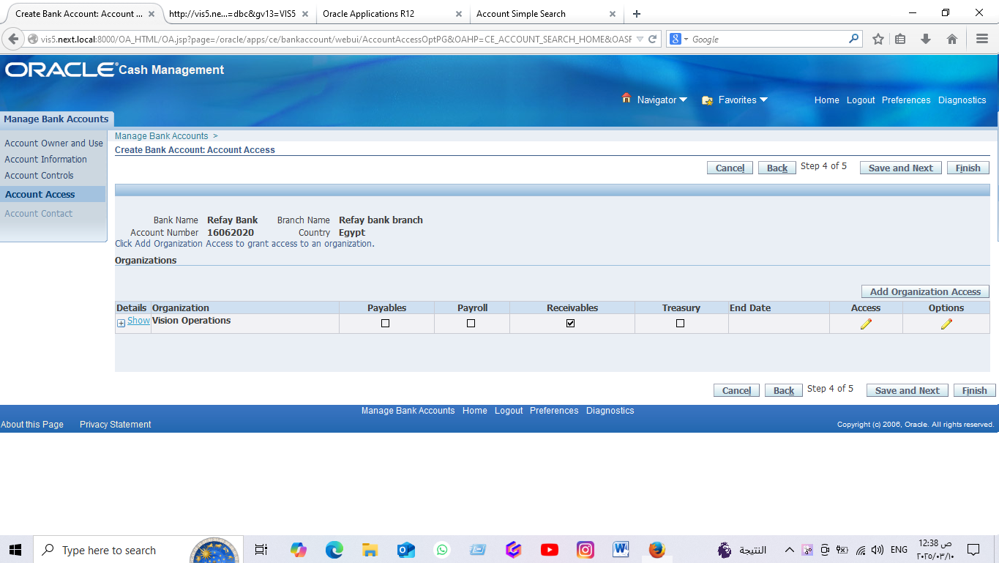 Create Bank Account: Account ...
http://vis5.ne...=dbc&gv13=VIS5
Oracle Applications R12
Account Simple Search
vis5.next.local:8000/OA_HTML/OA.jsp?page=/oracle/apps/ce/bankaccount/webui/AccountAccessOptPG&OAHP=CE_ACCOUNT_SEARCH_HOME&OASF
Google
ORACLE® Cash Management
Navigator Favorites Home Logout Preferences Diagnostics
Manage Bank Accounts
Account Owner and Use
Account Information
Account Controls
Account Access
Account Contact
Manage Bank Accounts >
Create Bank Account: Account Access
Cancel Back Step 4 of 5 Save and Next Finish
Bank Name Refay Bank Branch Name Refay bank branch
Account Number 16062020 Country Egypt
Click Add Organization Access to grant access to an organization.
Organizations
Add Organization Access
Details Organization Payables Payroll Receivables Treasury End Date Access Options
Show Vision Operations
Cancel Back Step 4 of 5 Save and Next Finish
Manage Bank Accounts Home Logout Preferences Diagnostics
About this Page Privacy Statement
Copyright (c) 2006, Oracle. All rights reserved.
Type here to search
النتيجة
ENG
12:38 ص
٢٠٢٥/٠٣/١٠